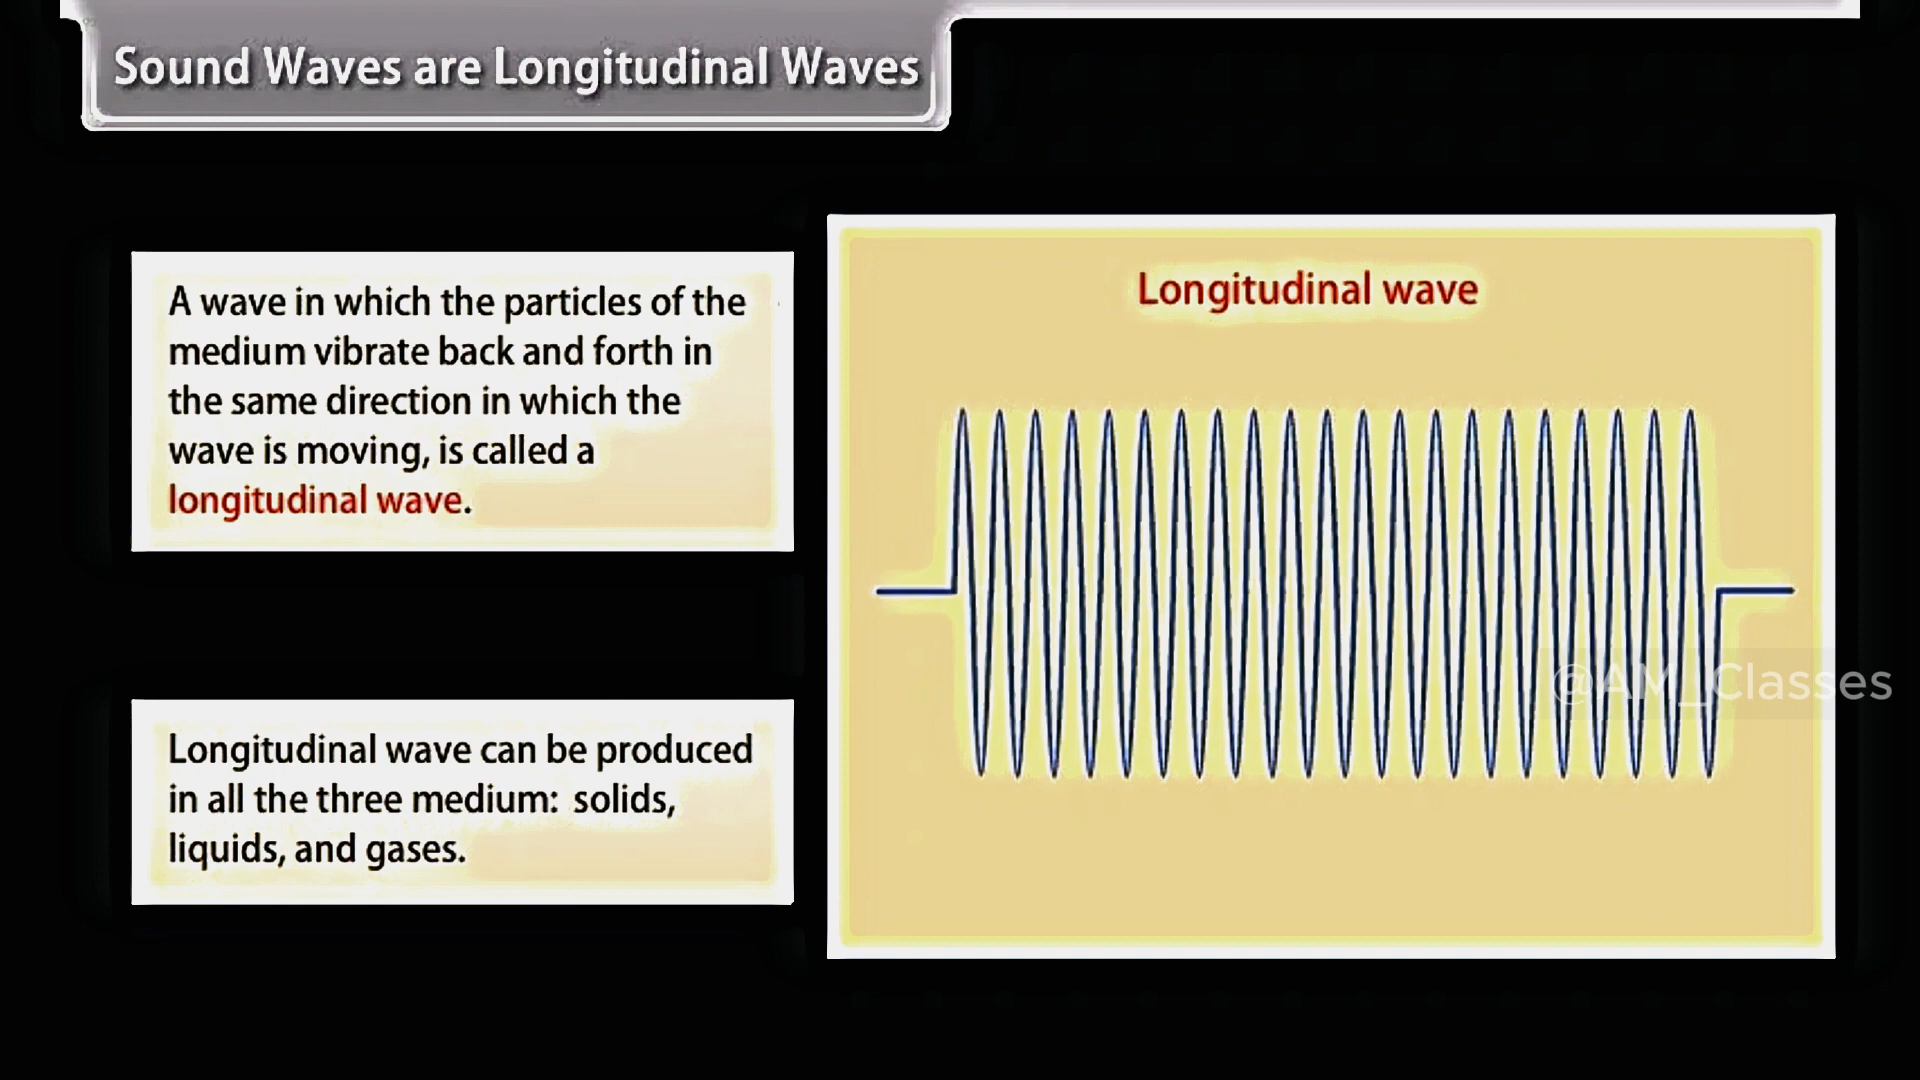 Sound Waves are Longitudinal Waves
A wave in which the particles of the
medium vibrate back and forth in
the same direction in which the
wave is moving, is called a
longitudinal wave.
Longitudinal wave can be produced
in all the three medium: solids,
liquids, and gases.
Longitudinal wave
@AM_Classes